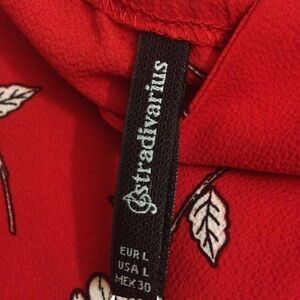 stradivarius
EUR L
USA L
MEX 30